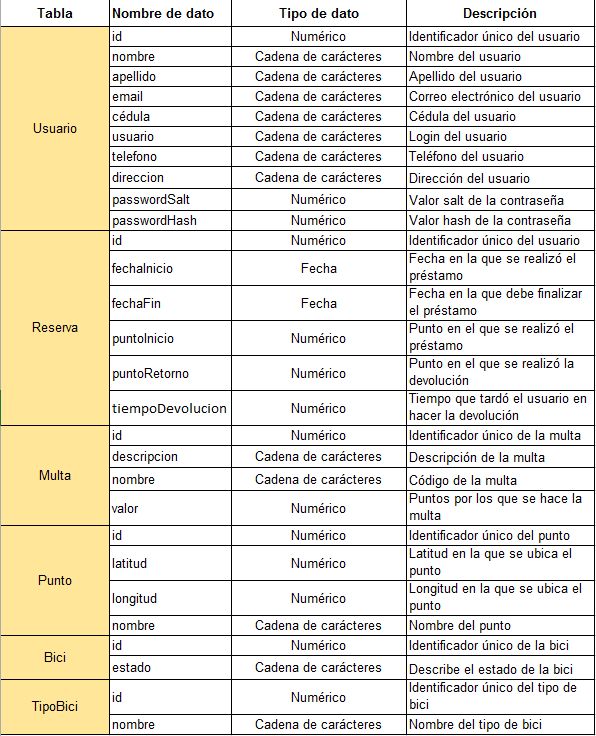 Tabla Nombre de dato Tipo de dato Descripción
Usuario
id Numérico Identificador único del usuario
nombre Cadena de carácteres Nombre del usuario
apellido Cadena de carácteres Apellido del usuario
email Cadena de carácteres Correo electrónico del usuario
cédula Cadena de carácteres Cédula del usuario
usuario Cadena de carácteres Login del usuario
telefono Cadena de carácteres Teléfono del usuario
direccion Cadena de carácteres Dirección del usuario
passwordSalt Numérico Valor salt de la contraseña
passwordHash Numérico Valor hash de la contraseña
Reserva
id Numérico Identificador único del usuario
fechaInicio Fecha Fecha en la que se realizó el
préstamo
fechaFin Fecha Fecha en la que debe finalizar
el préstamo
puntoInicio Numérico Punto en el que se realizó el
préstamo
puntoRetorno Numérico Punto en el que se realizó la
devolución
tiempoDevolucion Numérico Tiempo que tardó el usuario en
hacer la devolución
Multa
id Numérico Identificador único de la multa
descripcion Cadena de carácteres Descripción de la multa
nombre Cadena de carácteres Código de la multa
valor Numérico Puntos por los que se hace la
multa
Punto
id Numérico Identificador único del punto
latitud Numérico Latitud en la que se ubica el
punto
longitud Numérico Longitud en la que se ubica el
punto
nombre Cadena de carácteres Nombre del punto
Bici
id Numérico Identificador único de la bici
estado Cadena de carácteres Describe el estado de la bici
TipoBici
id Numérico Identificador único del tipo de
bici
nombre Cadena de carácteres Nombre del tipo de bici